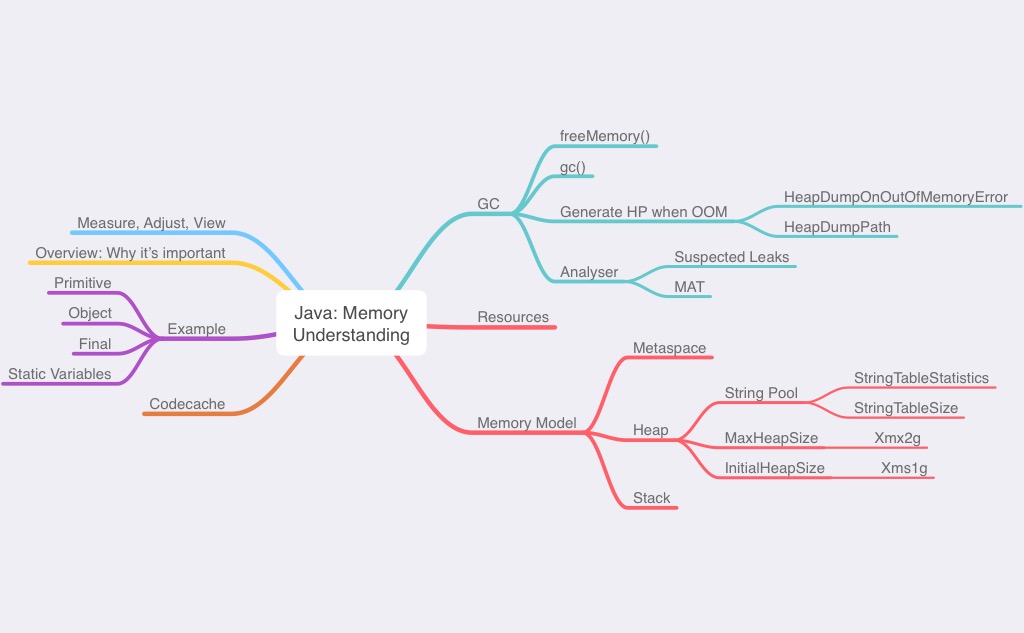 Java: Memory
Understanding
GC
freeMemory()
gc()
Generate HP when OOM
HeapDumpOnOutOfMemoryError
HeapDumpPath
Analyser
Suspected Leaks
MAT
Resources
Memory Model
Metaspace
Heap
String Pool
StringTableStatistics
StringTableSize
MaxHeapSize
Xmx2g
InitialHeapSize
Xms1g
Stack
Measure, Adjust, View
Overview: Why it’s important
Example
Primitive
Object
Final
Static Variables
Codecache